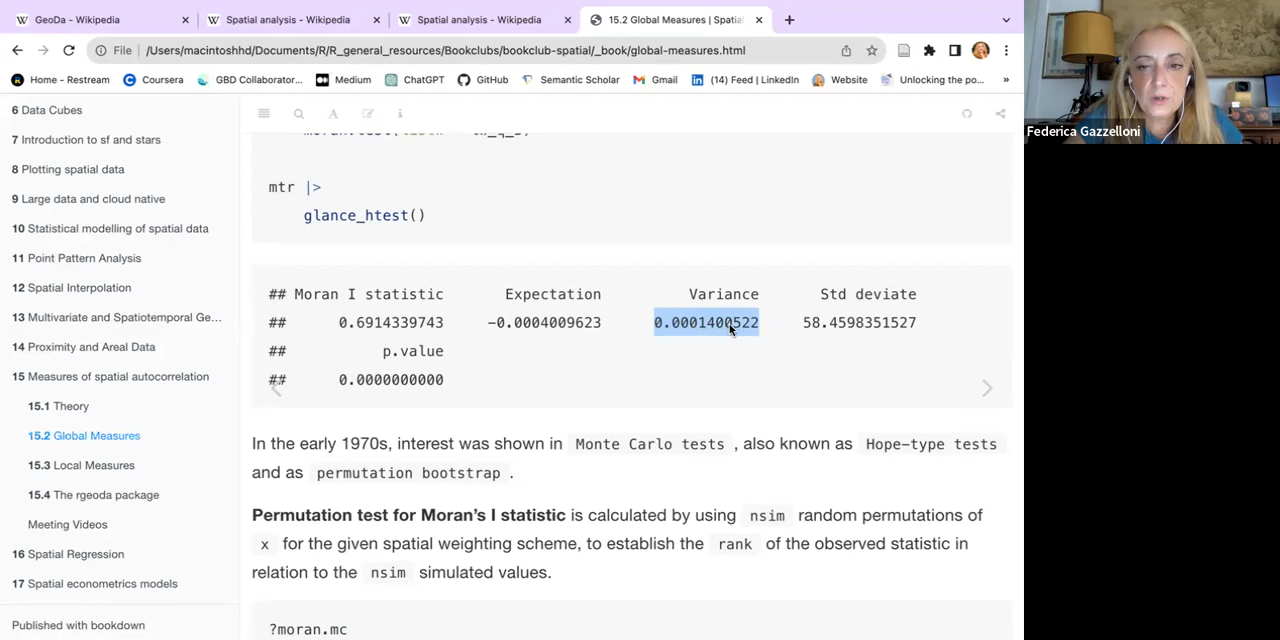 GeoDa - Wikipedia
Spatial analysis - Wikipedia
Spatial analysis - Wikipedia
15.2 Global Measures | Spatial
File | /Users/macintoshhd/Documents/R/R_general_resources/Bookclubs/bookclub-spatial/_book/global-measures.html
Home - Restream
Coursera
GBD Collaborator...
Medium
ChatGPT
GitHub
Semantic Scholar
Gmail
(14) Feed | LinkedIn
Website
Unlocking the po...
»
6 Data Cubes
7 Introduction to sf and stars
8 Plotting spatial data
9 Large data and cloud native
10 Statistical modelling of spatial data
11 Point Pattern Analysis
12 Spatial Interpolation
13 Multivariate and Spatiotemporal Ge...
14 Proximity and Areal Data
15 Measures of spatial autocorrelation
15.1 Theory
15.2 Global Measures
15.3 Local Measures
15.4 The rgeoda package
Meeting Videos
16 Spatial Regression
17 Spatial econometrics models
Published with bookdown
mtr |>
glance_htest()
## Moran I statistic Expectation Variance Std deviate
## 0.6914339743 −0.0004009623 0.0001400522 58.4598351527
## p.value
## 0.0000000000
In the early 1970s, interest was shown in Monte Carlo tests , also known as Hope-type tests
and as permutation bootstrap .
Permutation test for Moran's I statistic is calculated by using nsim random permutations of
x for the given spatial weighting scheme, to establish the rank of the observed statistic in
relation to the nsim simulated values.
?moran.mc
Federica Gazzelloni